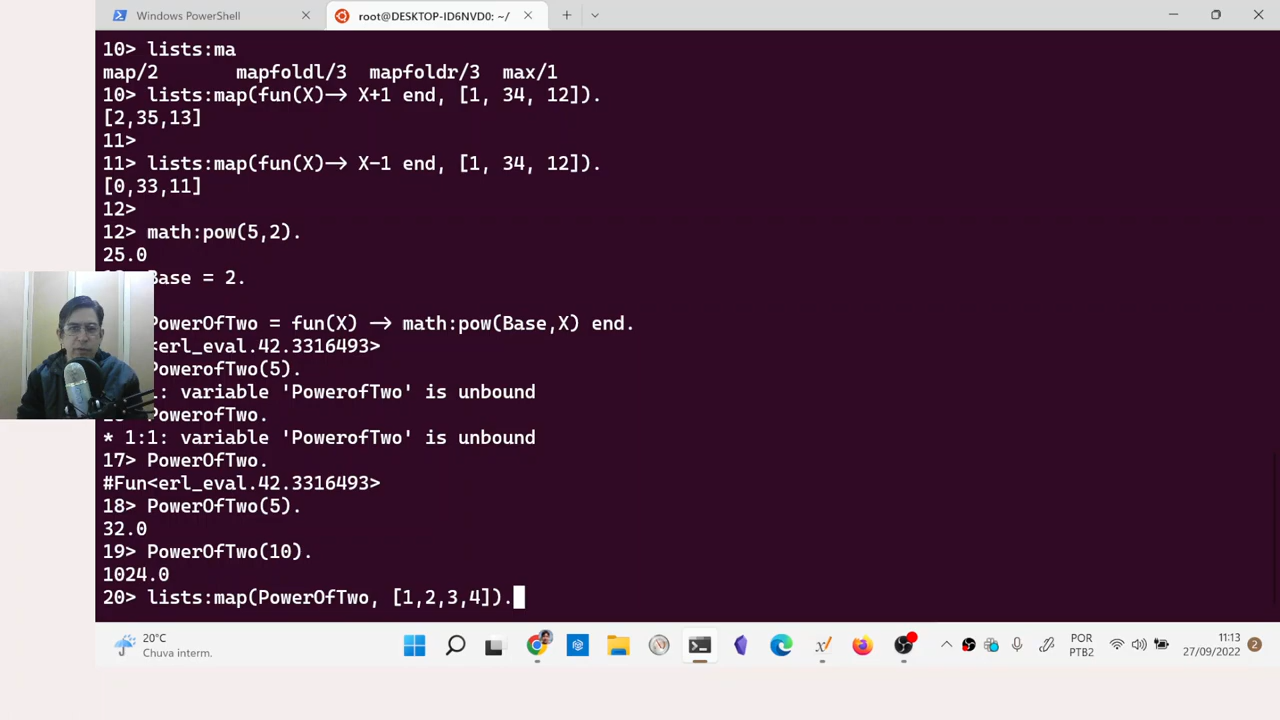 Windows PowerShell
root@DESKTOP-ID6NVD0: ~/
10> lists:ma
map/2 mapfoldl/3 mapfoldr/3 max/1
10> lists:map(fun(X)-> X+1 end, [1, 34, 12]).
[2,35,13]
11>
11> lists:map(fun(X)-> X-1 end, [1, 34, 12]).
[0,33,11]
12>
12> math:pow(5,2).
25.0
Base = 2.
PowerOfTwo = fun(X) -> math:pow(Base,X) end.
<erl_eval.42.3316493>
PowerofTwo(5).
: variable 'PowerofTwo' is unbound
PowerofTwo.
* 1:1: variable 'PowerofTwo' is unbound
17> PowerOfTwo.
#Fun<erl_eval.42.3316493>
18> PowerOfTwo(5).
32.0
19> PowerOfTwo(10).
1024.0
20> lists:map(PowerOfTwo, [1,2,3,4]).
20°C
Chuva interm.
POR
PTB2
11:13
27/09/2022
2